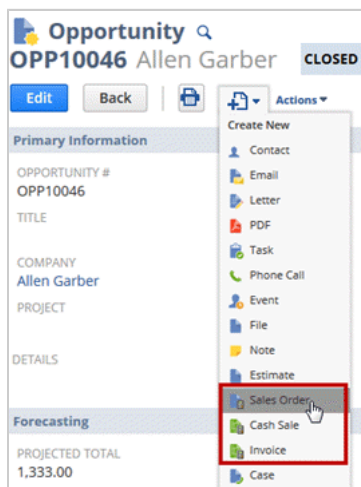 Opportunity
OPP10046 Allen Garber CLOSED
Edit Back Actions
Create New
Primary Information
Contact
OPPORTUNITY #
OPP10046
Email
Letter
TITLE
PDF
Task
COMPANY
Allen Garber
Phone Call
PROJECT
Event
File
Note
DETAILS
Estimate
Sales Order
Forecasting
Cash Sale
PROJECTED TOTAL
Invoice
1,333.00
Case